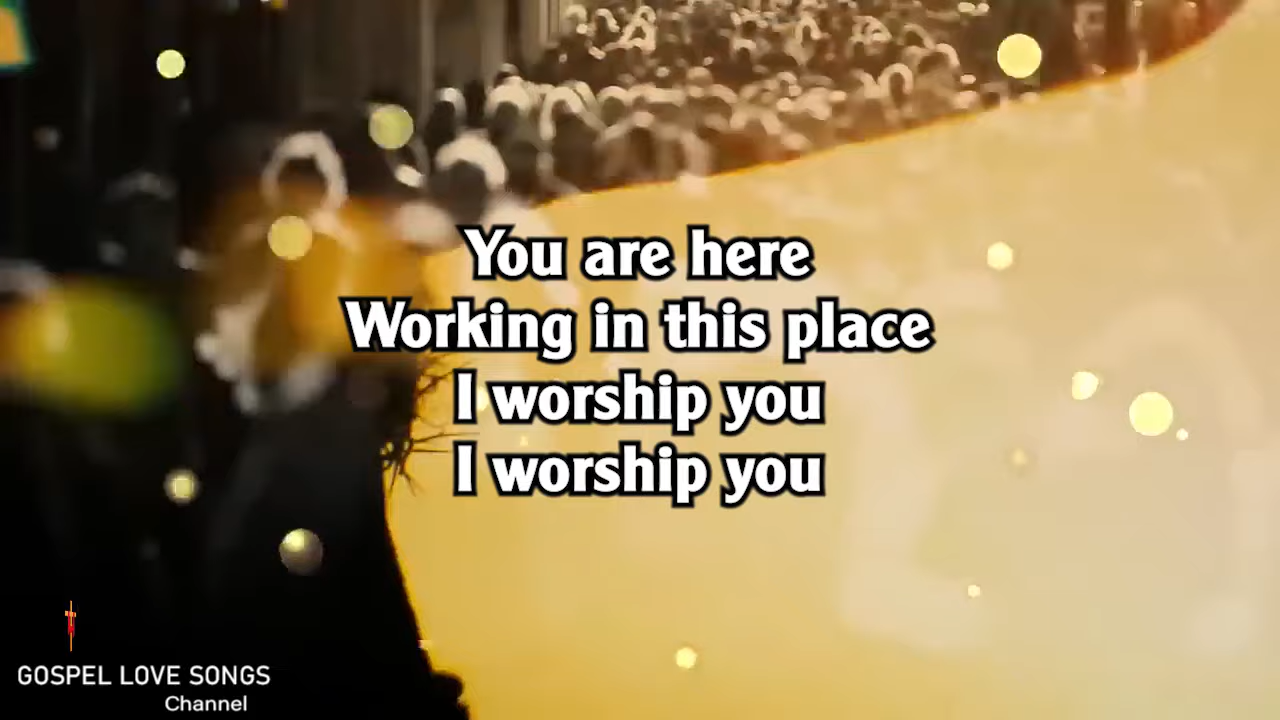 You are here
Working in this place
I worship you
I worship you
GOSPEL LOVE SONGS
Channel